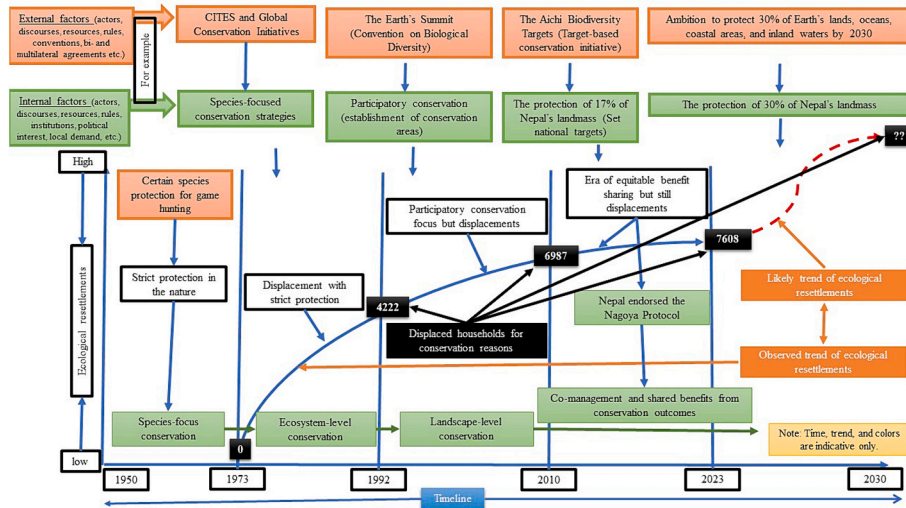 External factors (actors,
discourses, resources, rules,
conventions, bi- and
multilateral agreements etc.)
For example
CITES and Global
Conservation Initiatives
The Earth's Summit
(Convention on Biological
Diversity)
The Aichi Biodiversity
Targets (Target-based
conservation initiative)
Ambition to protect 30% of Earth's lands, oceans,
coastal areas, and inland waters by 2030
Internal factors (actors,
discourses, resources, rules,
institutions, political
interest, local demand, etc.)
Species-focused
conservation strategies
Participatory conservation
(establishment of conservation
areas)
The protection of 17% of
Nepal's landmass (Set
national targets)
The protection of 30% of Nepal's landmass
High
Ecological resettlements
low
Certain species
protection for game
hunting
Strict protection in
the nature
Displacement with
strict protection
Participatory conservation
focus but displacements
Era of equitable benefit
sharing but still
displacements
??
7608
6987
4222
0
Displaced households for
conservation reasons
Nepal endorsed the
Nagoya Protocol
Likely trend of ecological
resettlements
Observed trend of ecological
resettlements
Co-management and shared benefits from
conservation outcomes
Species-focus
conservation
Ecosystem-level
conservation
Landscape-level
conservation
Note: Time, trend, and colors
are indicative only.
1950
1973
1992
2010
2023
2030
Timeline